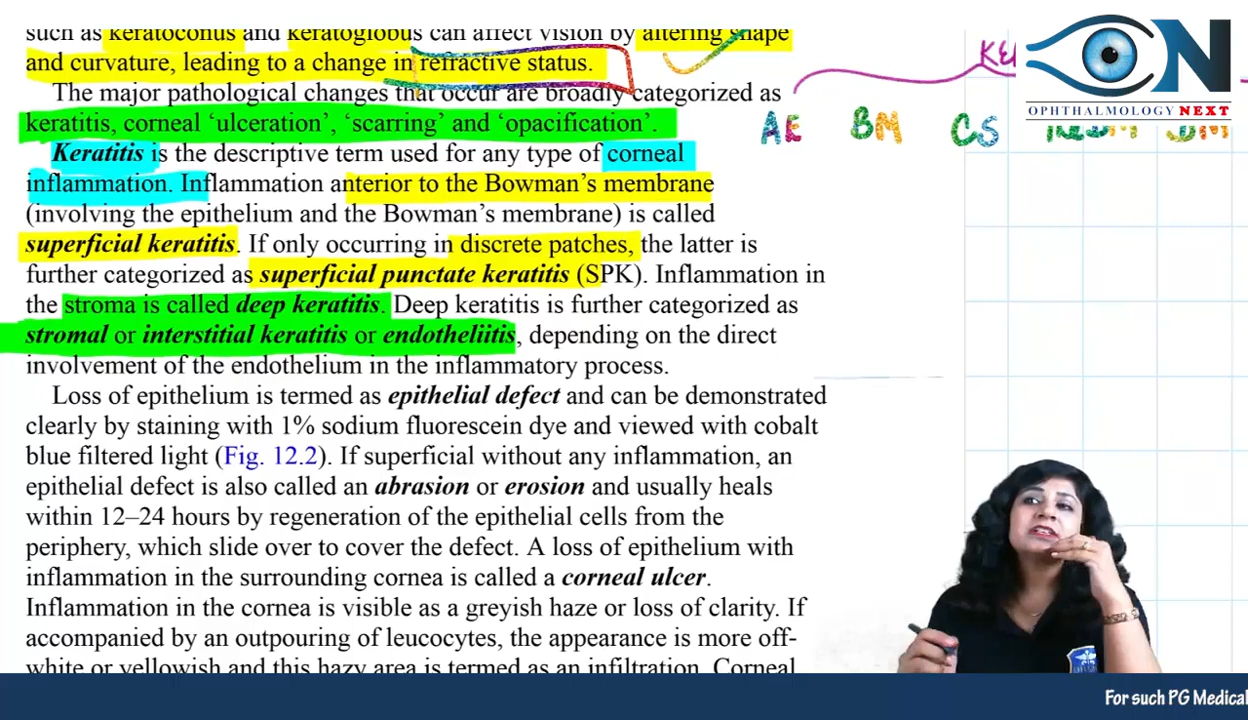 such as keratoconus and keratoglobus can affect vision by altering shape
and curvature, leading to a change in refractive status.
The major pathological changes that occur are broadly categorized as
keratitis, corneal ‘ulceration’, ‘scarring’ and ‘opacification’.
Keratitis is the descriptive term used for any type of corneal
inflammation. Inflammation anterior to the Bowman’s membrane
(involving the epithelium and the Bowman’s membrane) is called
superficial keratitis. If only occurring in discrete patches, the latter is
further categorized as superficial punctate keratitis (SPK). Inflammation in
the stroma is called deep keratitis. Deep keratitis is further categorized as
stromal or interstitial keratitis or endotheliitis, depending on the direct
involvement of the endothelium in the inflammatory process.
Loss of epithelium is termed as epithelial defect and can be demonstrated
clearly by staining with 1% sodium fluorescein dye and viewed with cobalt
blue filtered light (Fig. 12.2). If superficial without any inflammation, an
epithelial defect is also called an abrasion or erosion and usually heals
within 12–24 hours by regeneration of the epithelial cells from the
periphery, which slide over to cover the defect. A loss of epithelium with
inflammation in the surrounding cornea is called a corneal ulcer.
Inflammation in the cornea is visible as a greyish haze or loss of clarity. If
accompanied by an outpouring of leucocytes, the appearance is more off-
white or yellowish and this hazy area is termed as an infiltration. Corneal
AE BM CS DM
ON
OPHTHALMOLOGY NEXT
For such PG Medical